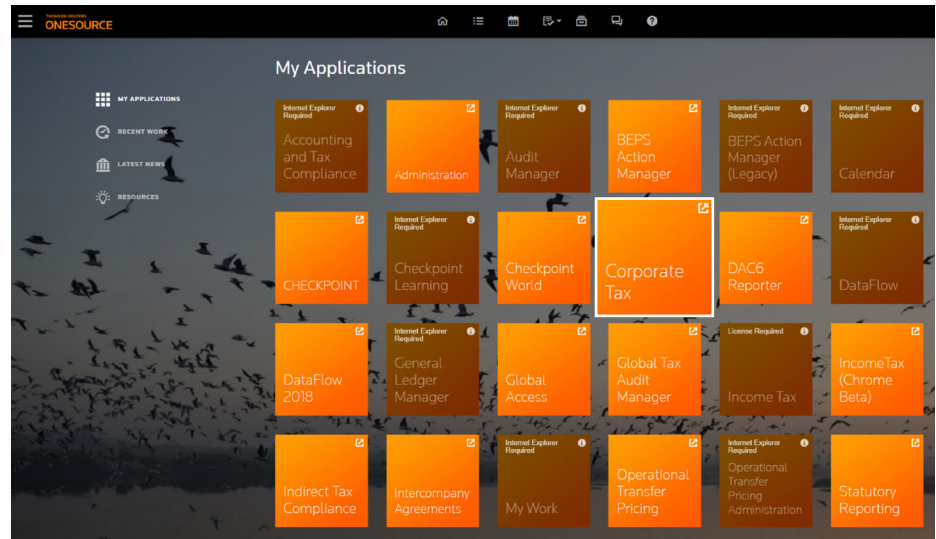 THOMSON REUTERS
ONESOURCE
My Applications
MY APPLICATIONS
RECENT WORK
LATEST NEWS
RESOURCES
Internet Explorer
Required
Accounting
and Tax
Compliance
Administration
Internet Explorer
Required
Audit
Manager
BEPS
Action
Manager
Internet Explorer
Required
BEPS Action
Manager
(Legacy)
Internet Explorer
Required
Calendar
CHECKPOINT
Internet Explorer
Required
Checkpoint
Learning
Checkpoint
World
Corporate
Tax
DAC6
Reporter
Internet Explorer
Required
DataFlow
DataFlow
2018
Internet Explorer
Required
General
Ledger
Manager
Global
Access
Global Tax
Audit
Manager
License Required
Income Tax
IncomeTax
(Chrome
Beta)
Indirect Tax
Compliance
Intercompany
Agreements
Internet Explorer
Required
My Work
Operational
Transfer
Pricing
Internet Explorer
Required
Operational
Transfer
Pricing
Administration
Statutory
Reporting